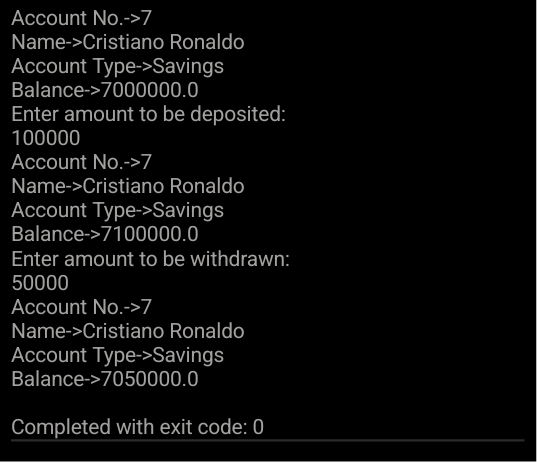 Account No.->7
Name->Cristiano Ronaldo
Account Type->Savings
Balance->7000000.0
Enter amount to be deposited:
100000
Account No.->7
Name->Cristiano Ronaldo
Account Type->Savings
Balance->7100000.0
Enter amount to be withdrawn:
50000
Account No.->7
Name->Cristiano Ronaldo
Account Type->Savings
Balance->7050000.0
Completed with exit code: 0